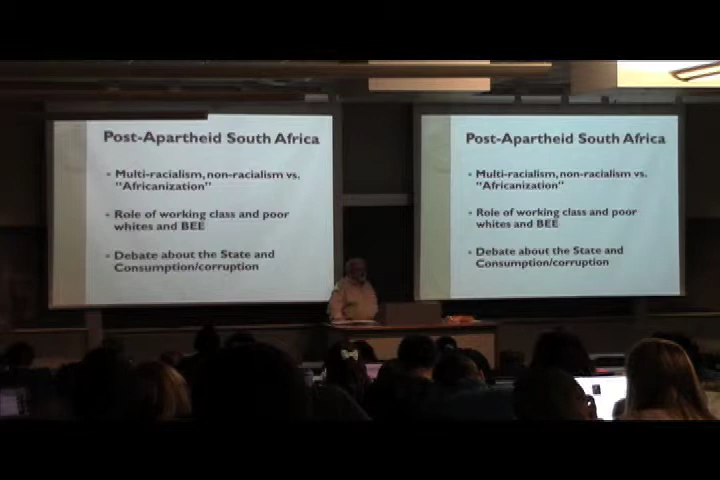 Post-Apartheid South Africa
• Multi-racialism, non-racialism vs.
"Africanization"
• Role of working class and poor
whites and BEE
• Debate about the State and
Consumption/corruption
Post-Apartheid South Africa
• Multi-racialism, non-racialism vs.
"Africanization"
• Role of working class and poor
whites and BEE
• Debate about the State and
Consumption/corruption